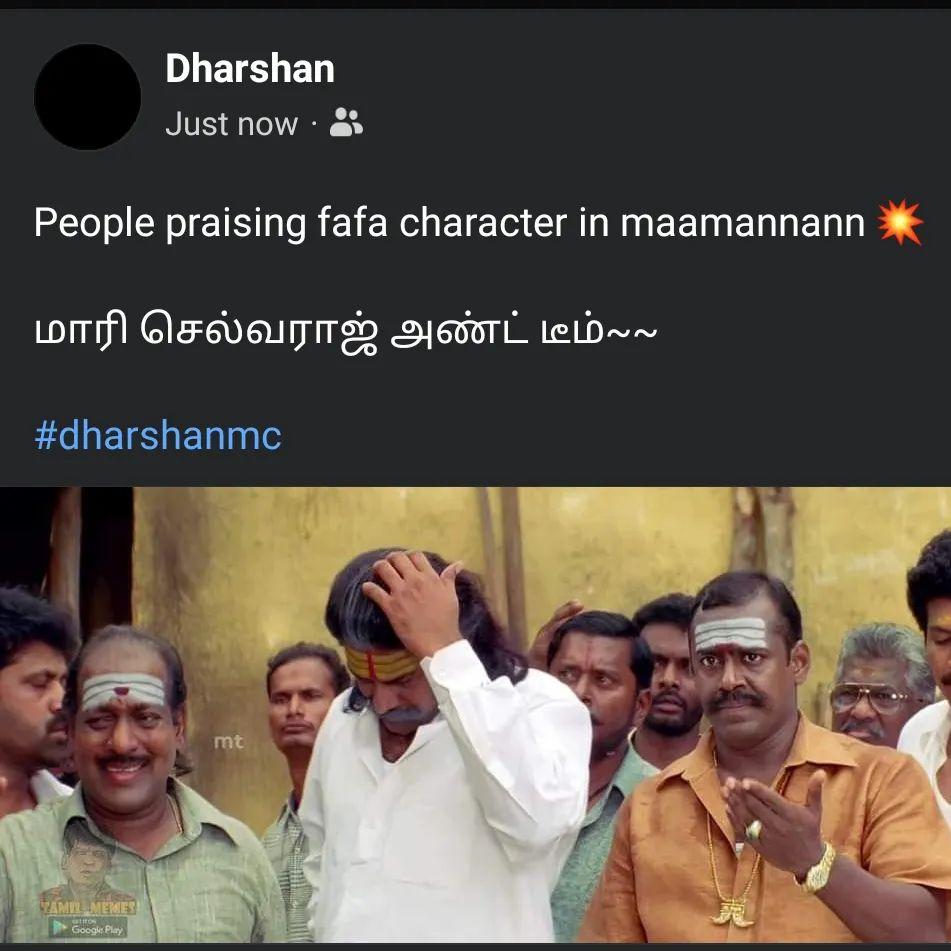 Dharshan
Just now ·
People praising fafa character in maamannann 💥
மாரி செல்வராஜ் அண்ட் டீம்~~
#dharshanmc
mt
TAMIL MEMES
GET IT ON
Google Play